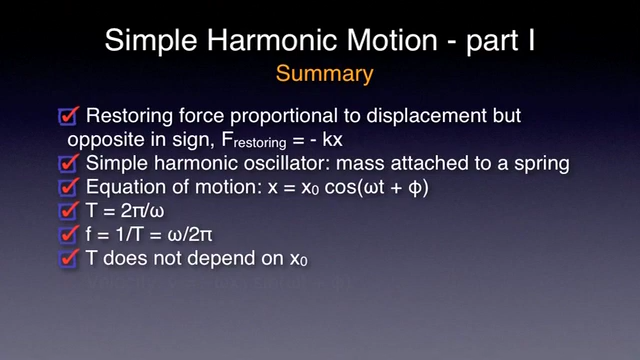 Simple Harmonic Motion - part I
Summary
Restoring force proportional to displacement but
opposite in sign, Frestoring = - kx
Simple harmonic oscillator: mass attached to a spring
Equation of motion: x = x₀ cos(ωt + φ)
T = 2π/ω
f = 1/T = ω/2π
T does not depend on x₀